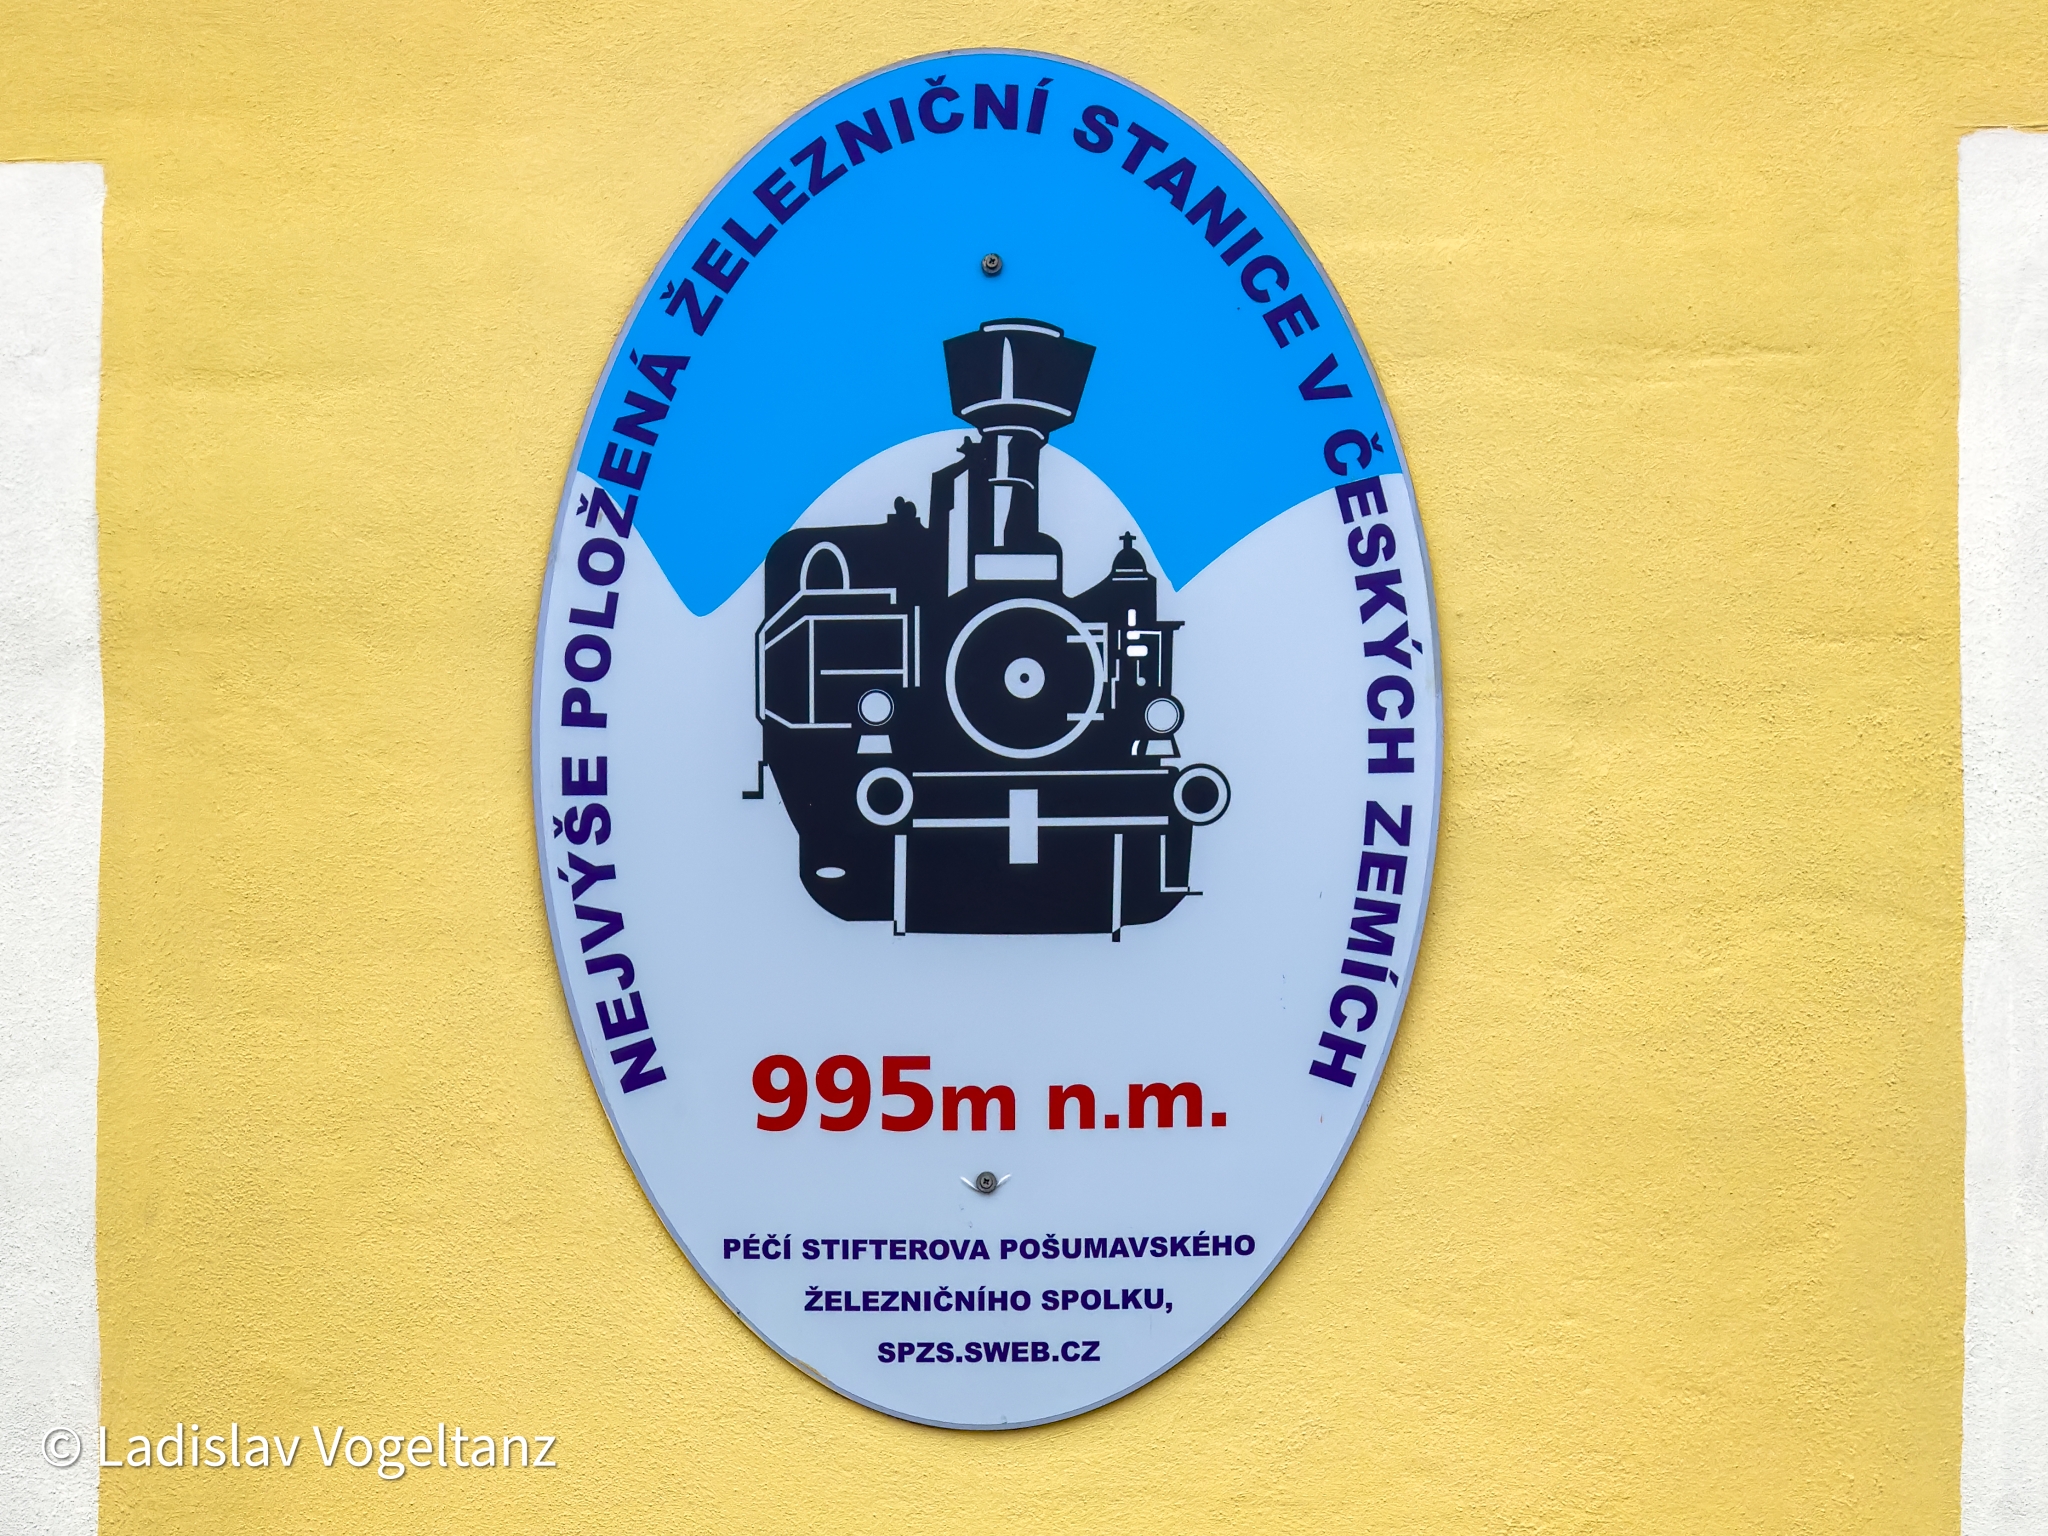 NEJVÝŠE POLOŽENÁ ŽELEZNIČNÍ STANICE V ČESKÝCH ZEMÍCH
995m n.m.
PÉČÍ STIFTEROVA POŠUMAVSKÉHO
ŽELEZNIČNÍHO SPOLKU,
SPZS.SWEB.CZ
© Ladislav Vogeltanz